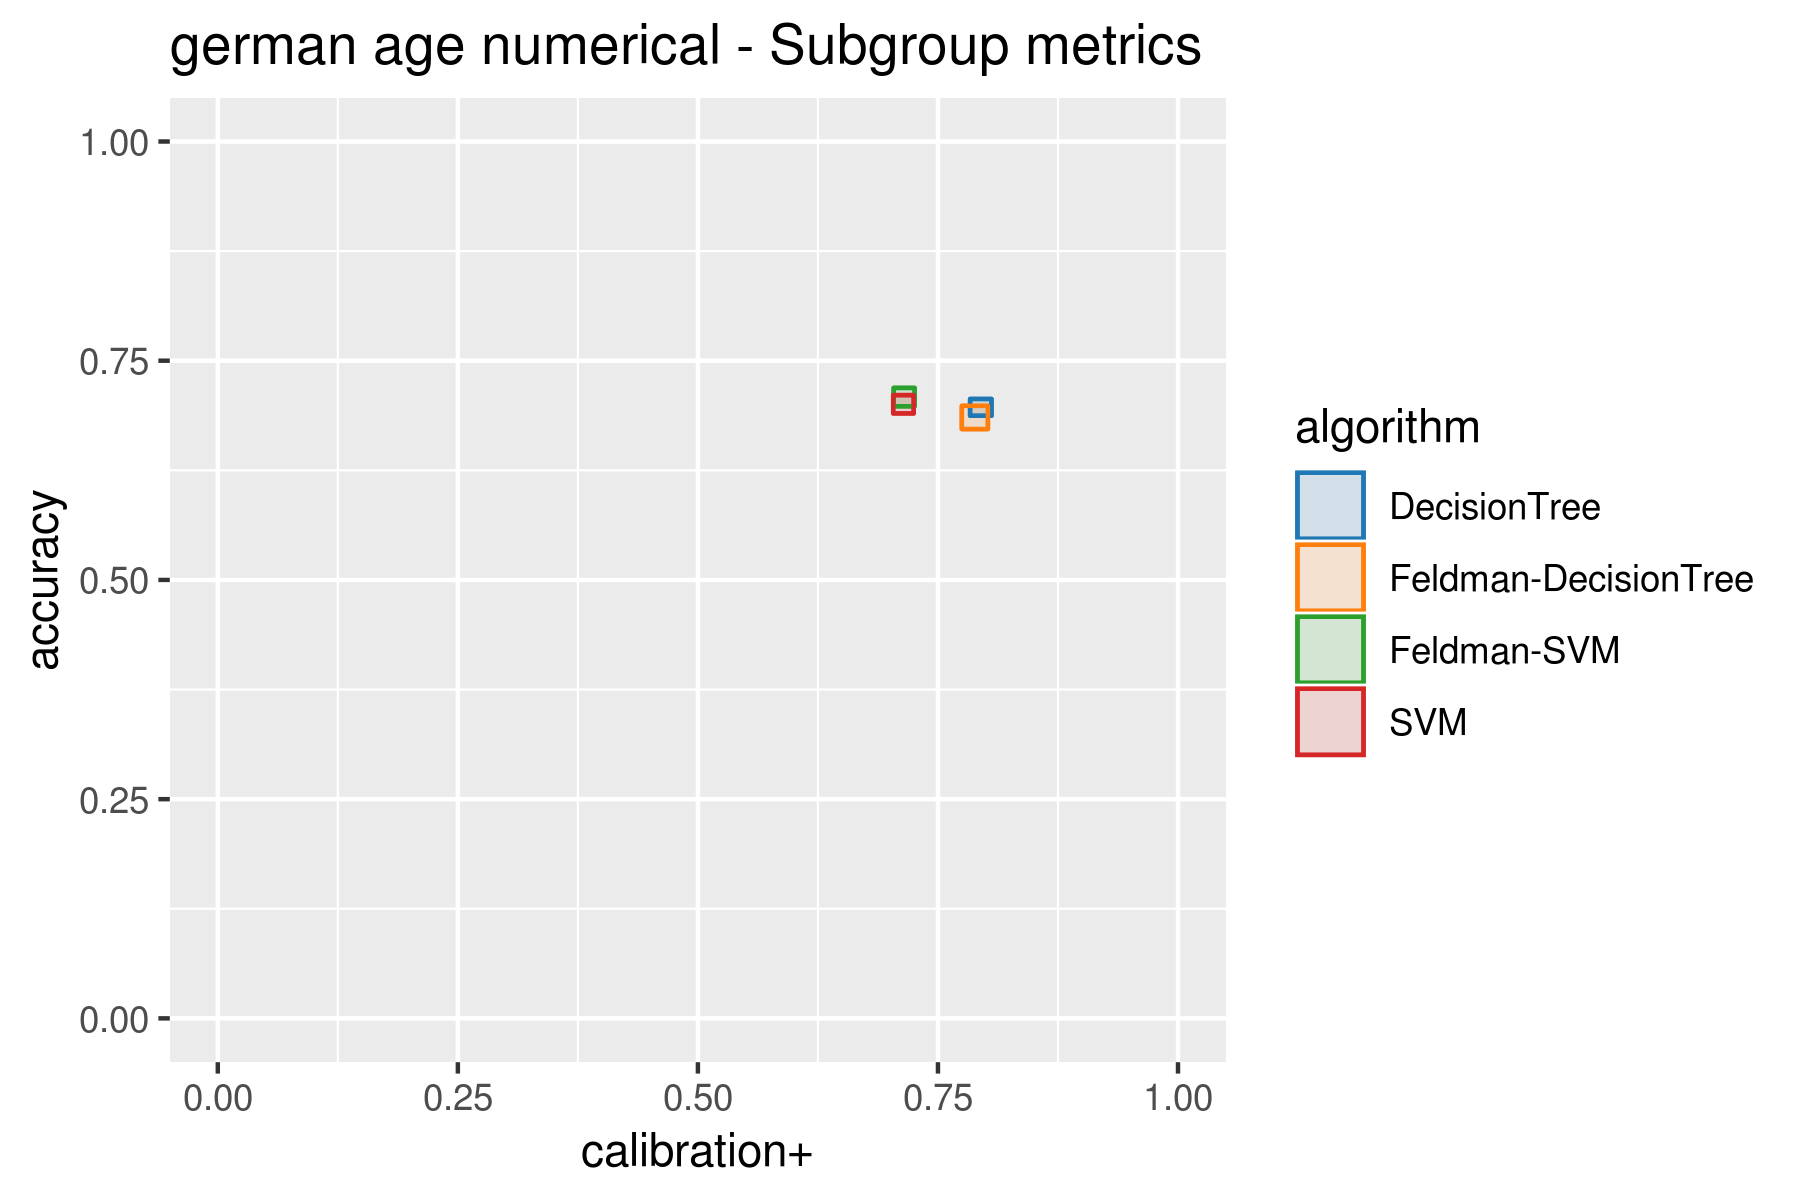 german age numerical - Subgroup metrics
1.00
0.75
0.50
0.25
0.00
accuracy
0.00 0.25 0.50 0.75 1.00
calibration+
algorithm
DecisionTree
Feldman-DecisionTree
Feldman-SVM
SVM